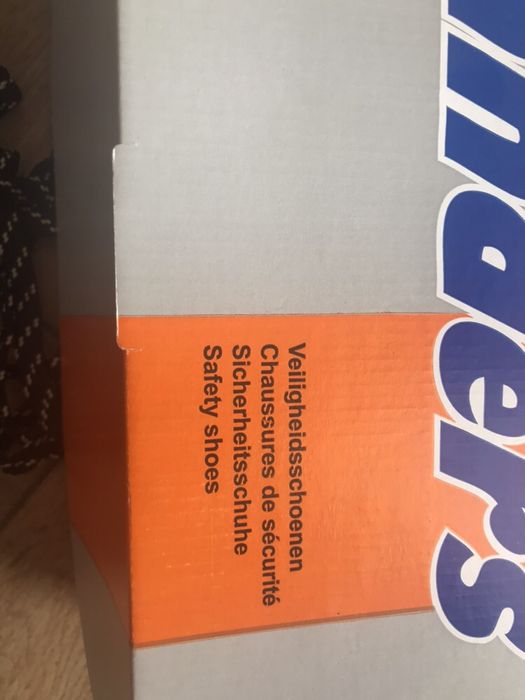 Veiligheidsschoenen
Chaussures de sécurité
Sicherheitsschuhe
Safety shoes